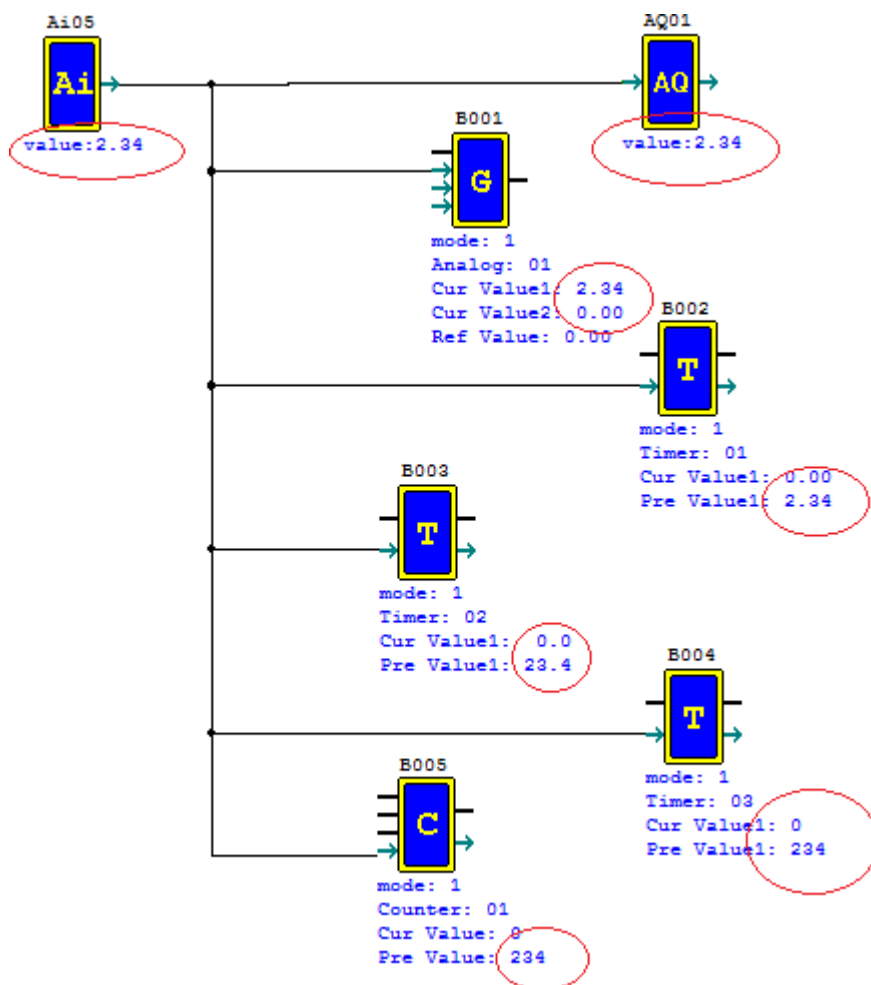 Ai05
AQ01
Ai
AQ
value:2.34
value:2.34
B001
G
mode: 1
Analog: 01
Cur Value1: 2.34
Cur Value2: 0.00
Ref Value: 0.00
B002
T
mode: 1
Timer: 01
Cur Value1: 0.00
Pre Value1: 2.34
B003
T
mode: 1
Timer: 02
Cur Value1: 0.0
Pre Value1: 23.4
B004
T
mode: 1
Timer: 03
Cur Value1: 0
Pre Value1: 234
B005
C
mode: 1
Counter: 01
Cur Value: 0
Pre Value: 234